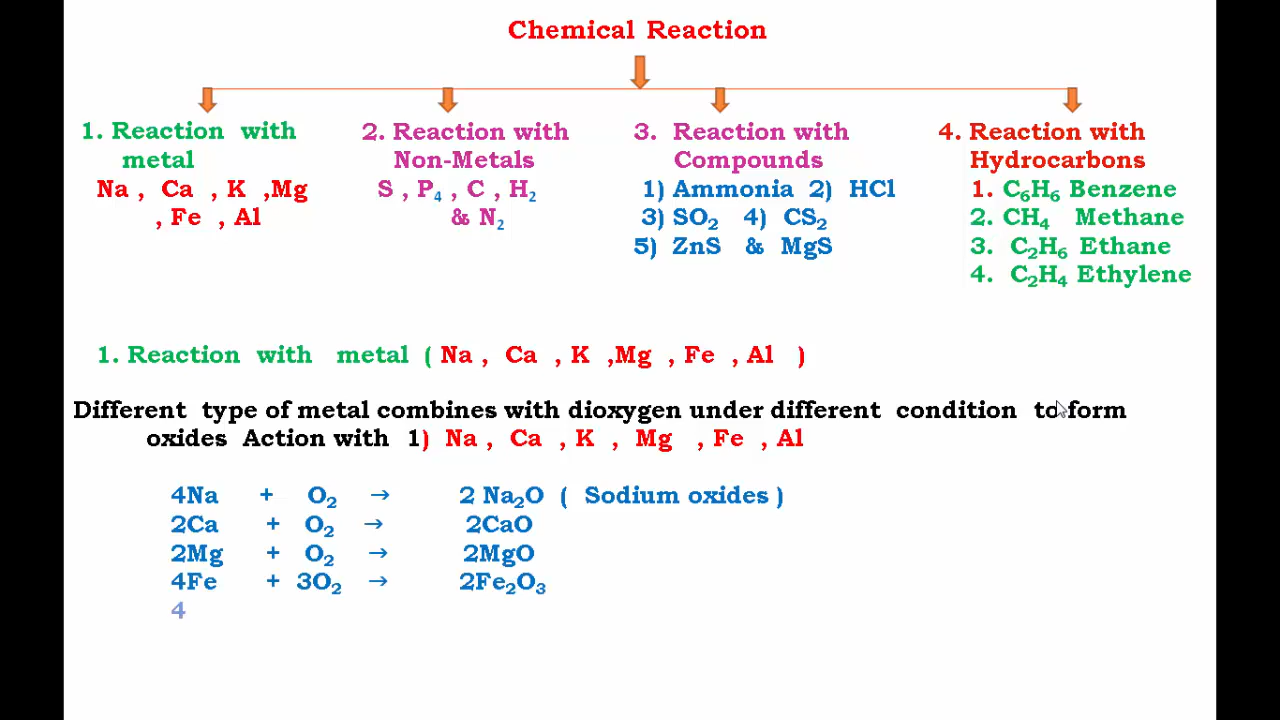 Chemical Reaction
1. Reaction with metal
Na , Ca , K ,Mg
, Fe , Al
2. Reaction with
Non-Metals
S , P₄ , C , H₂
& N₂
3. Reaction with
Compounds
1) Ammonia 2) HCl
3) SO₂ 4) CS₂
5) ZnS & MgS
4. Reaction with
Hydrocarbons
1. C₆H₆ Benzene
2. CH₄ Methane
3. C₂H₆ Ethane
4. C₂H₄ Ethylene
1. Reaction with metal ( Na , Ca , K ,Mg , Fe , Al )
Different type of metal combines with dioxygen under different condition to form
oxides Action with 1) Na , Ca , K , Mg , Fe , Al
4Na + O₂ → 2 Na₂O ( Sodium oxides )
2Ca + O₂ → 2CaO
2Mg + O₂ → 2MgO
4Fe + 3O₂ → 2Fe₂O₃
4